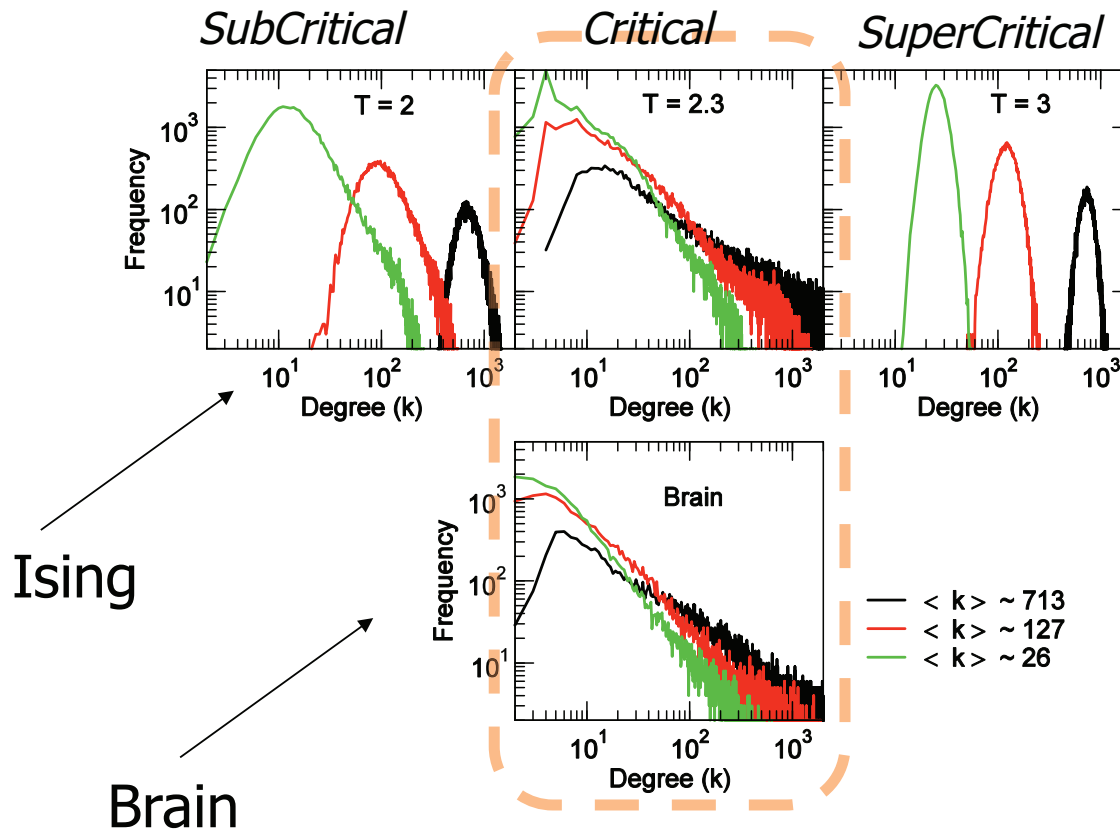 SubCritical Critical SuperCritical
T = 2 T = 2.3 T = 3
Frequency
10³
10²
10¹
10¹ 10² 10³ 10¹ 10² 10³ 10¹ 10² 10³
Degree (k) Degree (k) Degree (k)
Brain
Frequency
10³
10²
10¹
10¹ 10² 10³
Degree (k)
Ising
Brain
< k > ~ 713
< k > ~ 127
< k > ~ 26